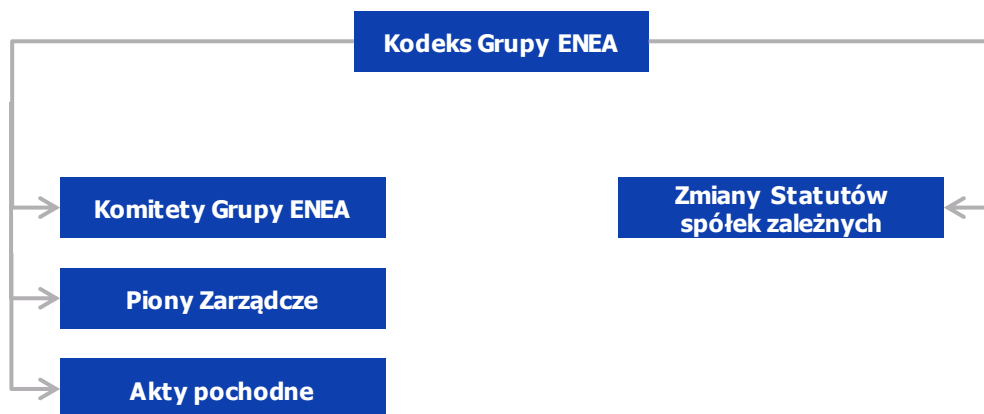 Kodeks Grupy ENEA
Komitety Grupy ENEA
Zmiany Statutów
spółek zależnych
Piony Zarządcze
Akty pochodne